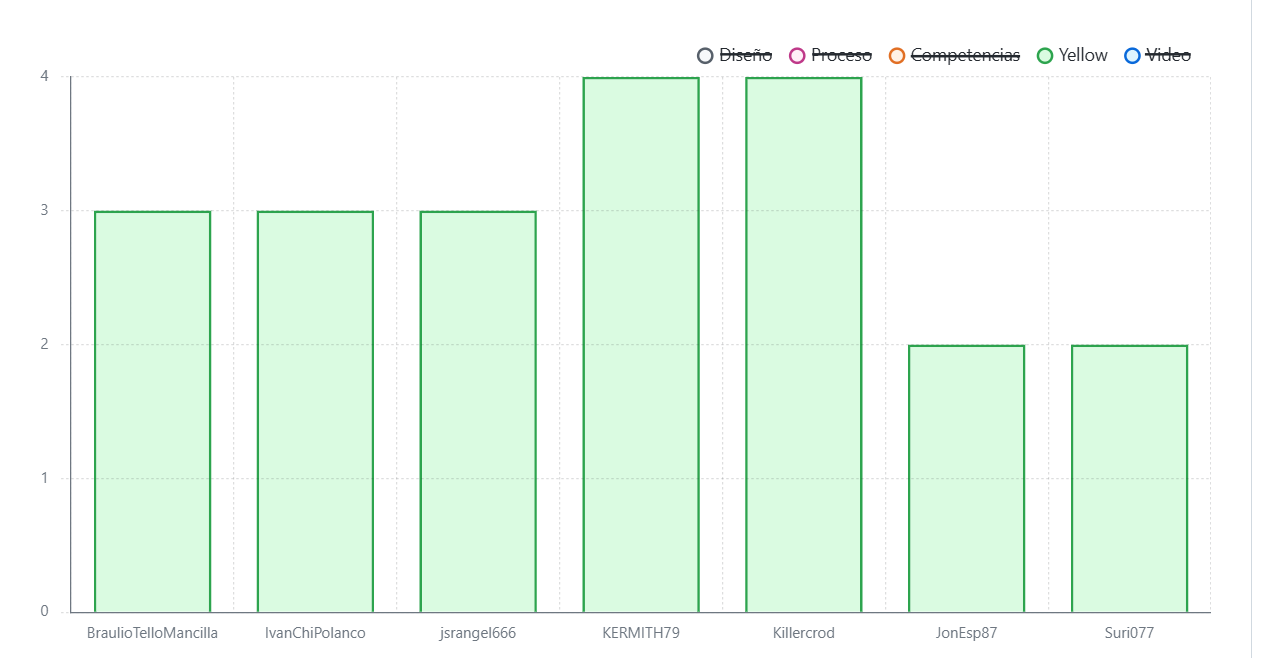 Diseño Proceso Competencias Yellow Video
4
3
2
1
0
BraulioTelloMancilla IvanChiPolanco jsrangel666 KERMITH79 Killercrod JonEsp87 Suri077